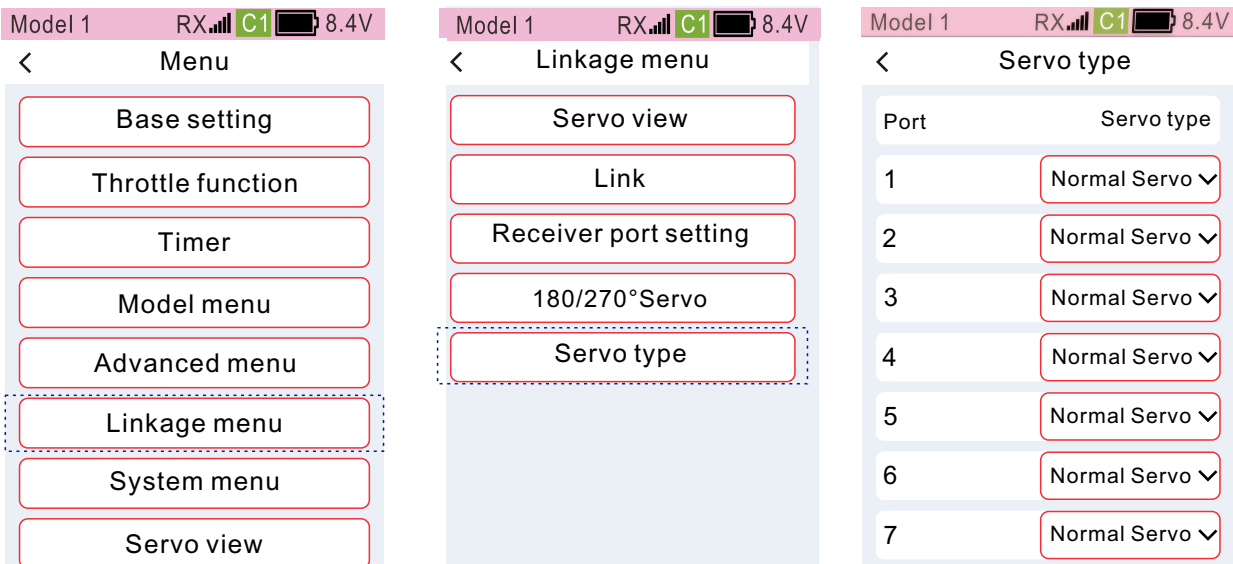 Model 1 RX C1 8.4V
Menu
Base setting
Throttle function
Timer
Model menu
Advanced menu
Linkage menu
System menu
Servo view
Model 1 RX C1 8.4V
Linkage menu
Servo view
Link
Receiver port setting
180/270°Servo
Servo type
Model 1 RX C1 8.4V
Servo type
Port Servo type
1 Normal Servo
2 Normal Servo
3 Normal Servo
4 Normal Servo
5 Normal Servo
6 Normal Servo
7 Normal Servo